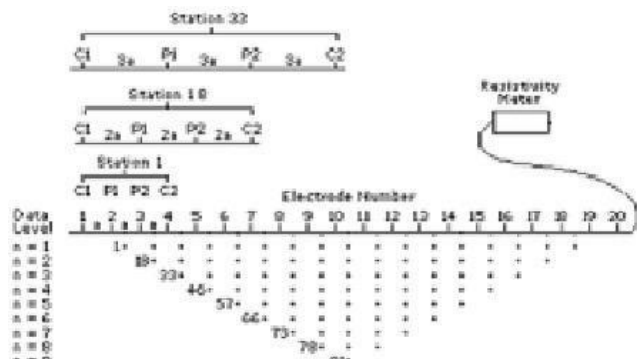 Station 33
C1 3a P1 3a P2 3a C2
Station 18
C1 2a P1 2a P2 2a C2
Station 1
C1 P1 P2 C2
Resistivity Meter
Electrode Number
Data Level
1 2 3 4 5 6 7 8 9 10 11 12 13 14 15 16 17 18 19 20
n = 1 1
n = 2 18
n = 3 33
n = 4 46
n = 5 57
n = 6 66
n = 7 73
n = 8 78